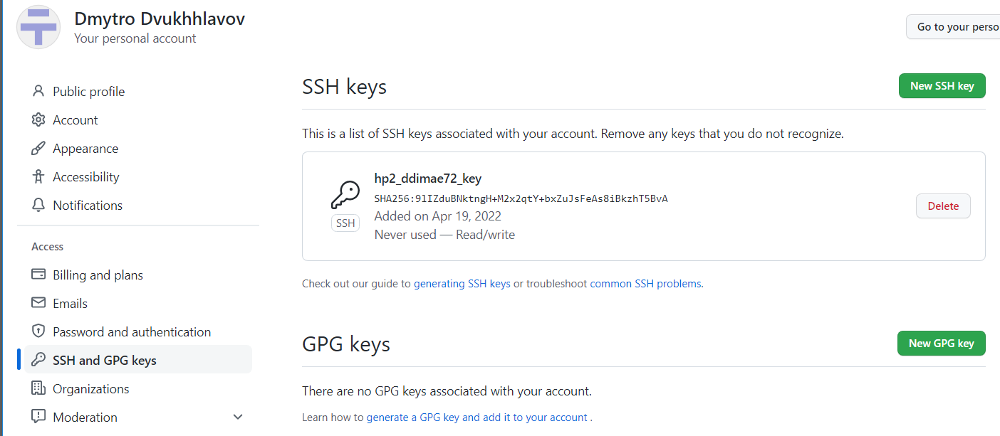 Dmytro Dvukhhlavov
Your personal account
Go to your perso
Public profile
Account
Appearance
Accessibility
Notifications
Access
Billing and plans
Emails
Password and authentication
SSH and GPG keys
Organizations
Moderation
SSH keys
New SSH key
This is a list of SSH keys associated with your account. Remove any keys that you do not recognize.
hp2_ddimae72_key
SHA256:9lIZduBNktngH+M2x2qtY+bxZuJsFeAs8iBkzhT5BvA
Added on Apr 19, 2022
Never used — Read/write
SSH
Delete
Check out our guide to generating SSH keys or troubleshoot common SSH problems.
GPG keys
New GPG key
There are no GPG keys associated with your account.
Learn how to generate a GPG key and add it to your account .